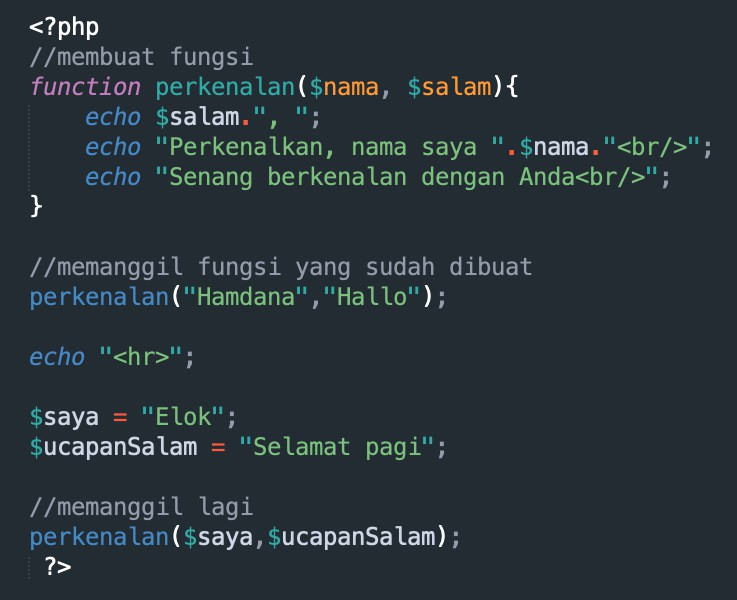 <?php
//membuat fungsi
function perkenalan($nama, $salam){
    echo $salam.", ";
    echo "Perkenalkan, nama saya ".$nama."<br/>";
    echo "Senang berkenalan dengan Anda<br/>";
}

//memanggil fungsi yang sudah dibuat
perkenalan("Hamdana","Hallo");

echo "<hr>";

$saya = "Elok";
$ucapanSalam = "Selamat pagi";

//memanggil lagi
perkenalan($saya,$ucapanSalam);
 ?>